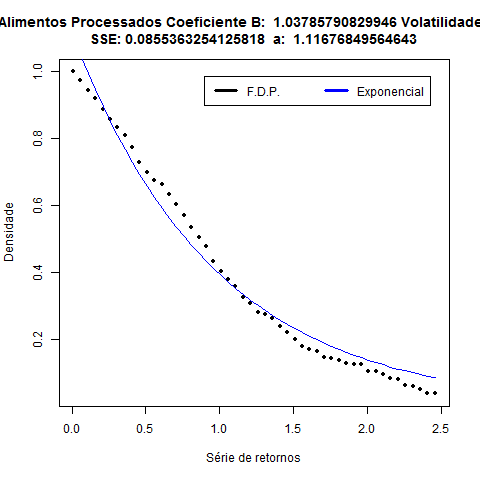 Alimentos Processados Coeficiente B:  1.03785790829946 Volatilidade
SSE: 0.0855363254125818  a:  1.11676849564643
F.D.P.
Exponencial
Densidade
1.0
0.8
0.6
0.4
0.2
0.0
0.5
1.0
1.5
2.0
2.5
Série de retornos